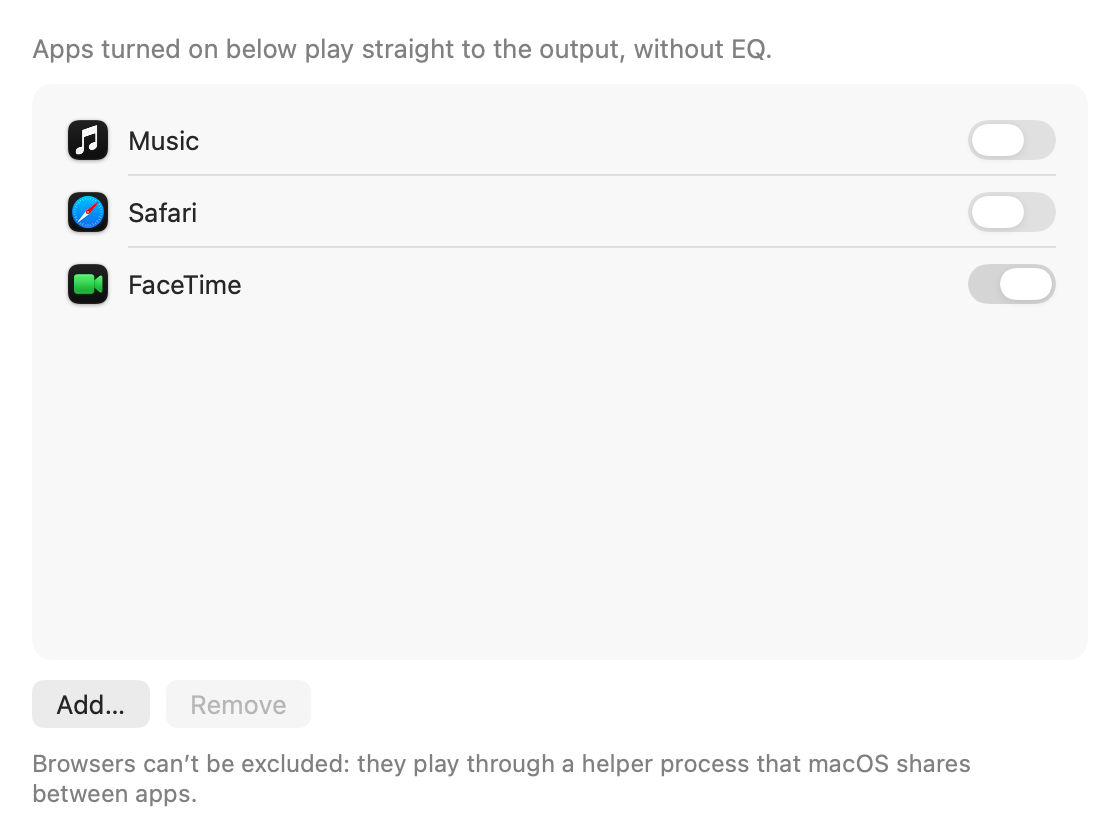 Apps turned on below play straight to the output, without EQ.
Music
Safari
FaceTime
Add...
Remove
Browsers can’t be excluded: they play through a helper process that macOS shares
between apps.